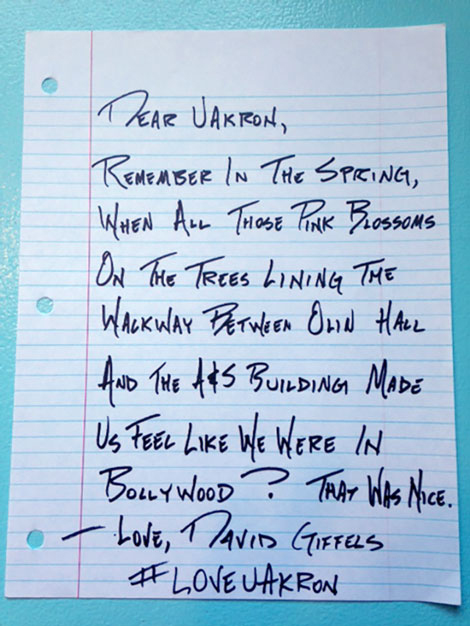 DEAR UAKRON,
REMEMBER IN THE SPRING,
WHEN ALL THOSE PINK BLOSSOMS
ON THE TREES LINING THE
WALKWAY BETWEEN OLIN HALL
AND THE A&S BUILDING MADE
US FEEL LIKE WE WERE IN
BOLLYWOOD? THAT WAS NICE.
— LOVE, DAVID GIFFELS
#LOVEUAKRON